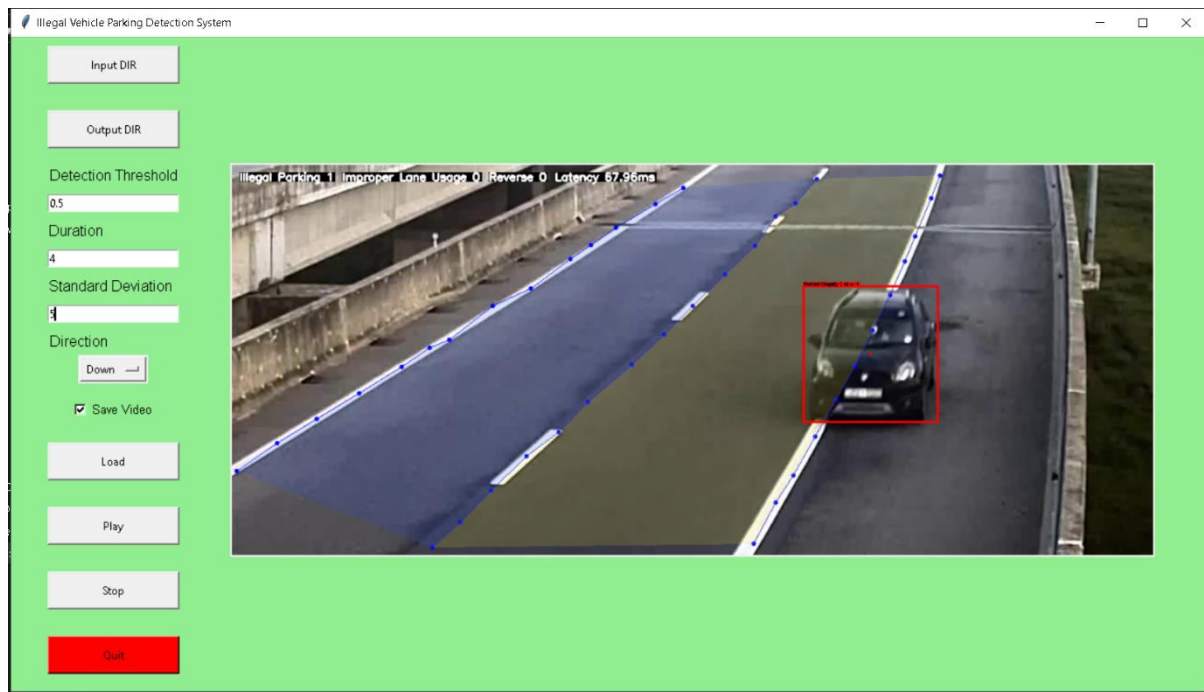 Illegal Vehicle Parking Detection System
Input DIR
Output DIR
Detection Threshold
0.5
Duration
4
Standard Deviation
5
Direction
Down
Save Video
Load
Play
Stop
Quit
Illegal Parking 1 Improper Lane Usage 0 Reverse 0 Latency 67.96ms